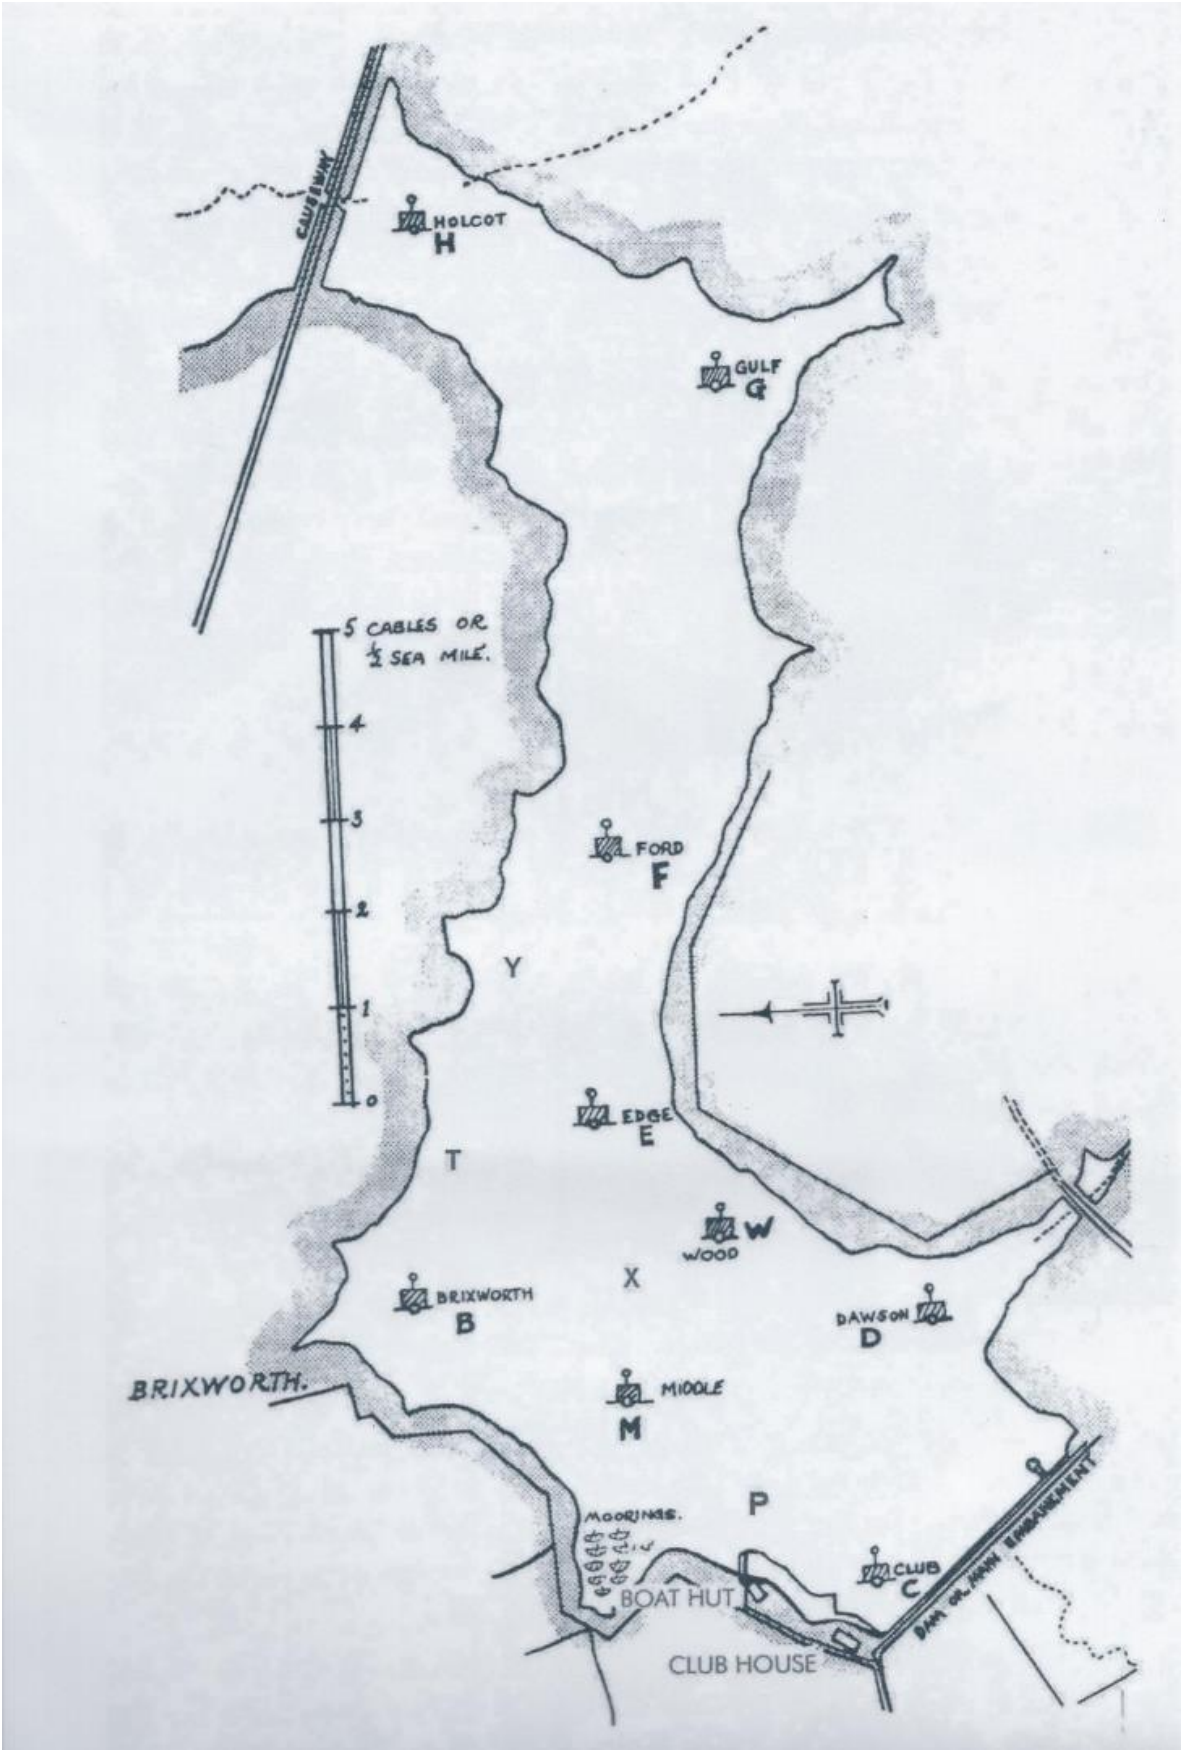 CAUSEWAY
HOLCOT
H
GULF
G
5 CABLES OR
½ SEA MILE.
4
3
FORD
F
2
Y
1
0
EDGE
E
T
W
WOOD
X
BRIXWORTH
B
DAWSON
D
BRIXWORTH.
MIDDLE
M
P
MOORINGS.
CLUB
C
BOAT HUT
DAM OR MAIN EMBANKEMENT
CLUB HOUSE